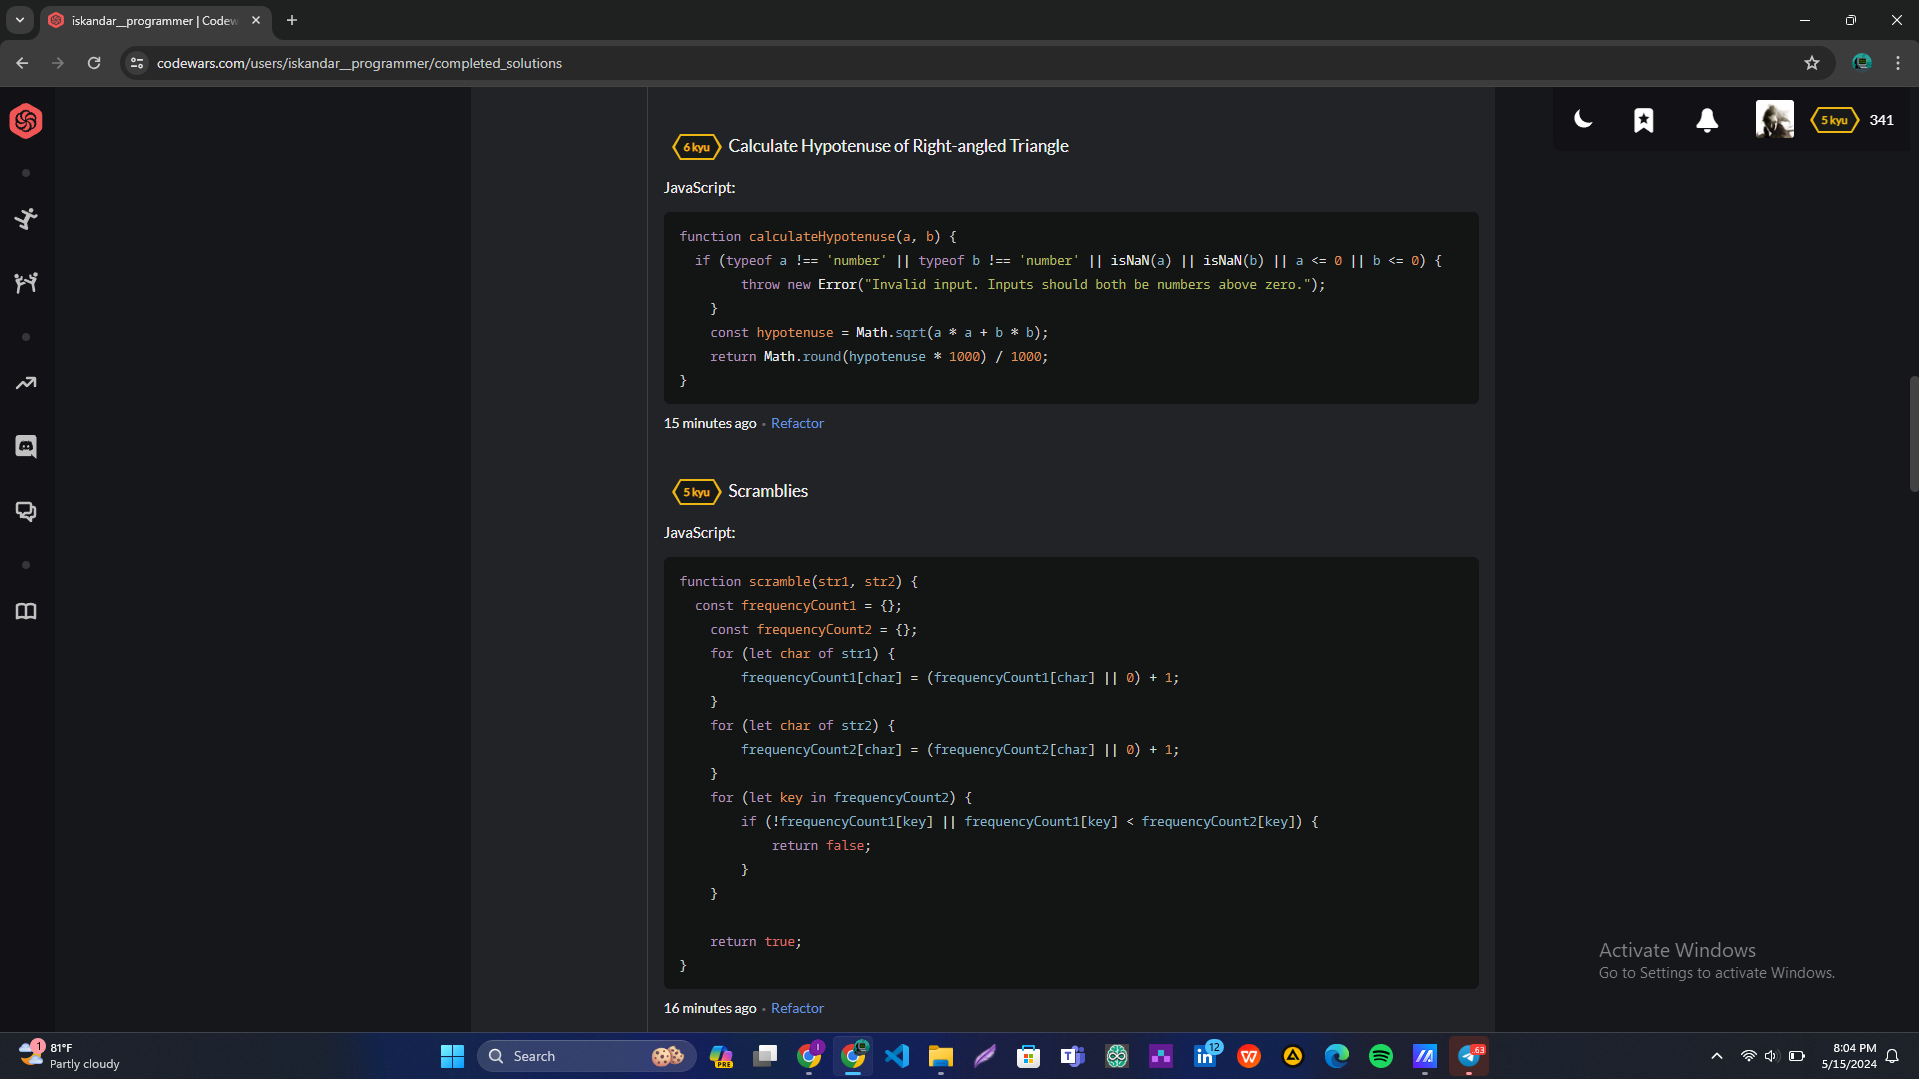 iskandar__programmer | Codew
codewars.com/users/iskandar__programmer/completed_solutions
5 kyu 341
6 kyu Calculate Hypotenuse of Right-angled Triangle
JavaScript:
function calculateHypotenuse(a, b) {
  if (typeof a !== 'number' || typeof b !== 'number' || isNaN(a) || isNaN(b) || a <= 0 || b <= 0) {
        throw new Error("Invalid input. Inputs should both be numbers above zero.");
    }
    const hypotenuse = Math.sqrt(a * a + b * b);
    return Math.round(hypotenuse * 1000) / 1000;
}
15 minutes ago • Refactor
5 kyu Scramblies
JavaScript:
function scramble(str1, str2) {
  const frequencyCount1 = {};
    const frequencyCount2 = {};
    for (let char of str1) {
        frequencyCount1[char] = (frequencyCount1[char] || 0) + 1;
    }
    for (let char of str2) {
        frequencyCount2[char] = (frequencyCount2[char] || 0) + 1;
    }
    for (let key in frequencyCount2) {
        if (!frequencyCount1[key] || frequencyCount1[key] < frequencyCount2[key]) {
            return false;
        }
    }
    return true;
}
16 minutes ago • Refactor
Activate Windows
Go to Settings to activate Windows.
1
81°F
Partly cloudy
Search
PRE
12
63
8:04 PM
5/15/2024